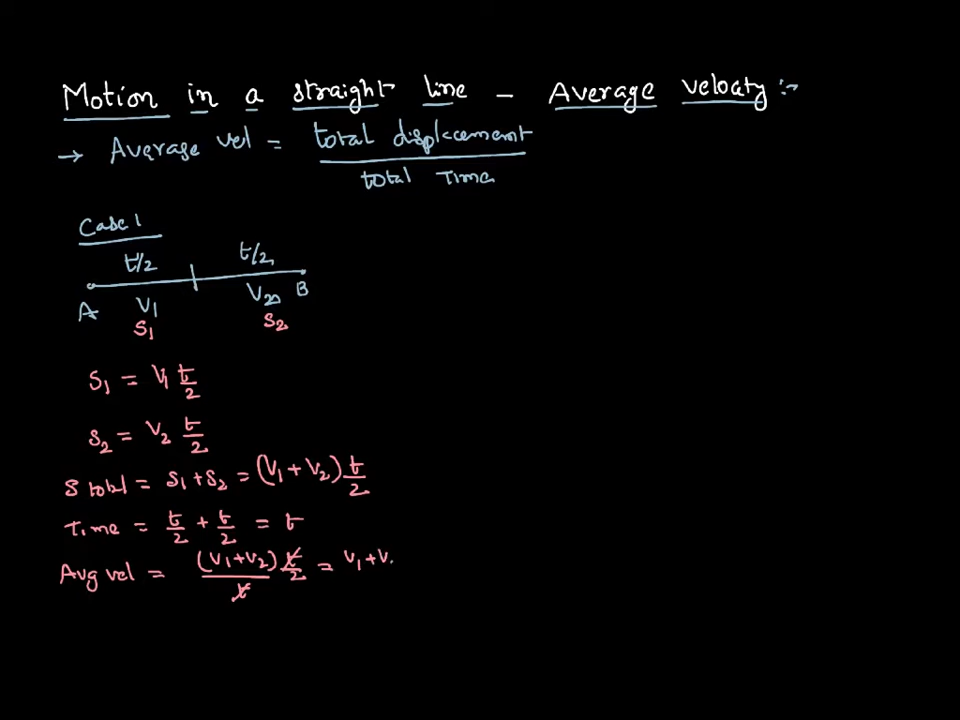 Motion in a straight line - Average velocity :-
→ Average vel = total displacement / total Time
Case 1
t/2 t/2
A V₁ V₂ B
S₁ S₂
S₁ = V₁ t/2
S₂ = V₂ t/2
S total = S₁ + S₂ = (V₁ + V₂) t/2
Time = t/2 + t/2 = t
Avg vel = (V₁+V₂) t/2 / t = V₁ + V.